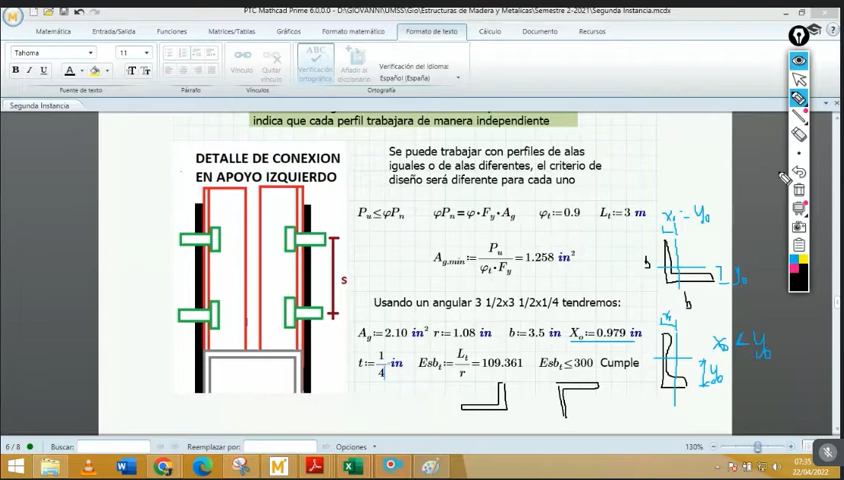 PTC Mathcad Prime 6.0.0.0 - D:\GIOVANNI\UMSS\Gio\Estructuras de Madera y Metalicas\Semestre 2-2021\Segunda Instancia.mcdx
Matemática Entrada/Salida Funciones Matrices/Tablas Gráficos Formato matemático Formato de texto Cálculo Documento Recursos
Tahoma 11
ABC
Verificación del Idioma:
Español (España)
N K U
Vínculo Quitar vínculo Verificación ortográfica Añadir al diccionario
Fuente de texto Párrafo Vínculo Ortografía
Segunda Instancia
indica que cada perfil trabajara de manera independiente
DETALLE DE CONEXION
EN APOYO IZQUIERDO
S
Se puede trabajar con perfiles de alas
iguales o de alas diferentes, el criterio de
diseño será diferente para cada uno
Pu≤φPn φPn=φ·Fy·Ag φt:=0.9 Lt:=3 m
x₀ = y₀
Ag.min:=Pu/(φt·Fy)=1.258 in²
b
y₀
b
Usando un angular 3 1/2x3 1/2x1/4 tendremos:
Ag:=2.10 in² r:=1.08 in b:=3.5 in Xo:=0.979 in
t:=1/4 in Esbt:=Lt/r=109.361 Esbt≤300 Cumple
x₀ < y₀
y₀
6 / 8 Buscar: Reemplazar por: Opciones 130%
07:35
22/04/2022